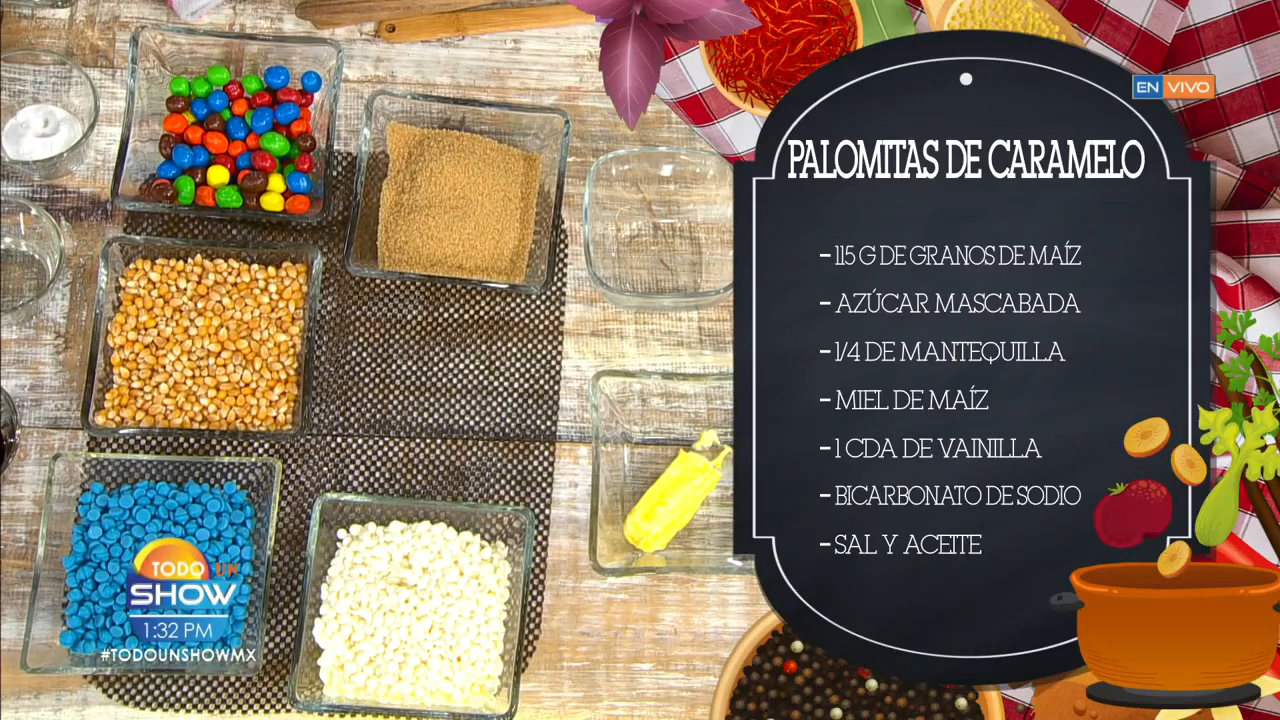 EN VIVO
PALOMITAS DE CARAMELO
- 115 G DE GRANOS DE MAÍZ
- AZÚCAR MASCABADA
- 1/4 DE MANTEQUILLA
- MIEL DE MAÍZ
- 1 CDA DE VAINILLA
- BICARBONATO DE SODIO
- SAL Y ACEITE
TODO UN
SHOW
1:32 PM
#TODOUNSHOWMX